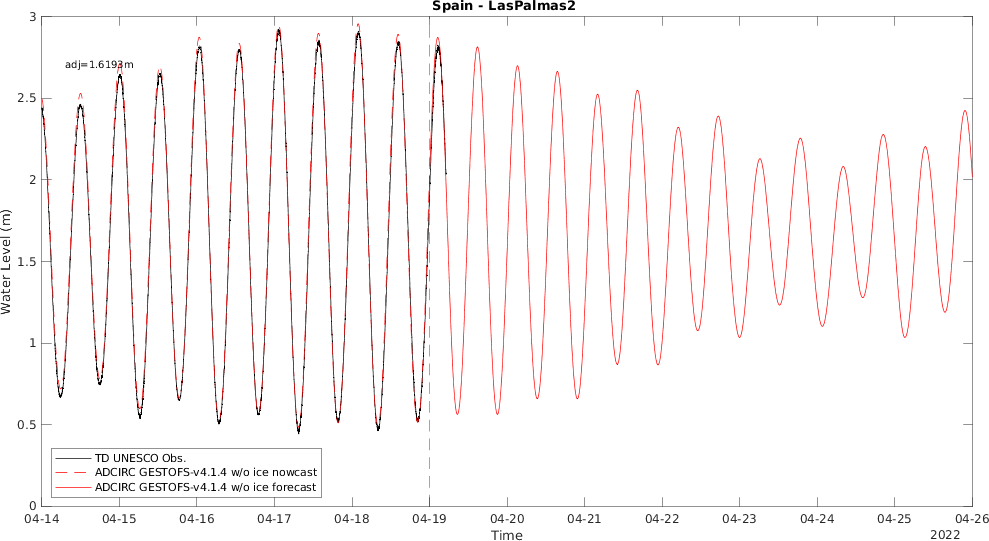 Spain - LasPalmas2
3
2.5
2
1.5
1
0.5
0
Water Level (m)
adj=1.6193m
TD UNESCO Obs.
ADCIRC GESTOFS-v4.1.4 w/o ice nowcast
ADCIRC GESTOFS-v4.1.4 w/o ice forecast
04-14 04-15 04-16 04-17 04-18 04-19 04-20 04-21 04-22 04-23 04-24 04-25 04-26
Time
2022